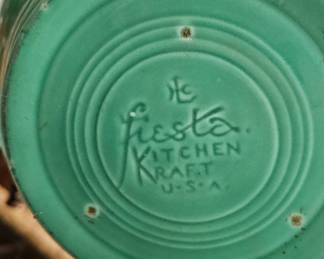 HLC
fiesta.
KITCHEN
KRAFT
U·S·A.